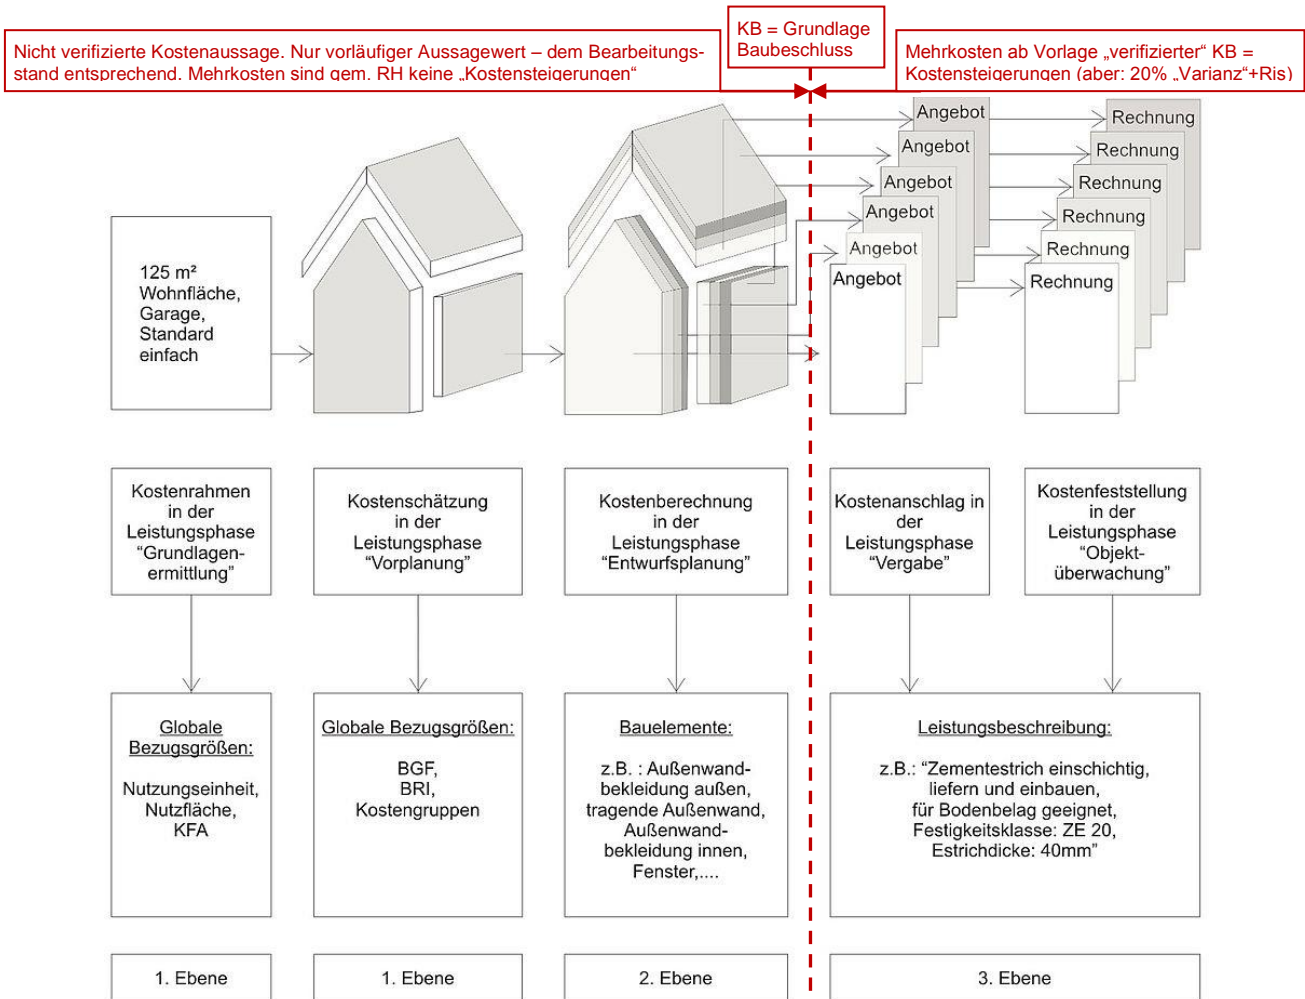 KB = Grundlage
Baubeschluss
Nicht verifizierte Kostenaussage. Nur vorläufiger Aussagewert – dem Bearbeitungs-
stand entsprechend. Mehrkosten sind gem. RH keine „Kostensteigerungen“
Mehrkosten ab Vorlage „verifizierter“ KB =
Kostensteigerungen (aber: 20% „Varianz“+Ris)
Angebot
Angebot
Angebot
Angebot
Angebot
Angebot
Rechnung
Rechnung
Rechnung
Rechnung
Rechnung
Rechnung
125 m²
Wohnfläche,
Garage,
Standard
einfach
Kostenrahmen
in der
Leistungsphase
“Grundlagen-
ermittlung”
Kostenschätzung
in der
Leistungsphase
“Vorplanung”
Kostenberechnung
in der
Leistungsphase
“Entwurfsplanung”
Kostenanschlag in
der
Leistungsphase
“Vergabe”
Kostenfeststellung
in der
Leistungsphase
“Objekt-
überwachung”
Globale
Bezugsgrößen:
Nutzungseinheit,
Nutzfläche,
KFA
Globale Bezugsgrößen:
BGF,
BRI,
Kostengruppen
Bauelemente:
z.B. : Außenwand-
bekleidung außen,
tragende Außenwand,
Außenwand-
bekleidung innen,
Fenster,....
Leistungsbeschreibung:
z.B.: “Zementestrich einschichtig,
liefern und einbauen,
für Bodenbelag geeignet,
Festigkeitsklasse: ZE 20,
Estrichdicke: 40mm”
1. Ebene
1. Ebene
2. Ebene
3. Ebene